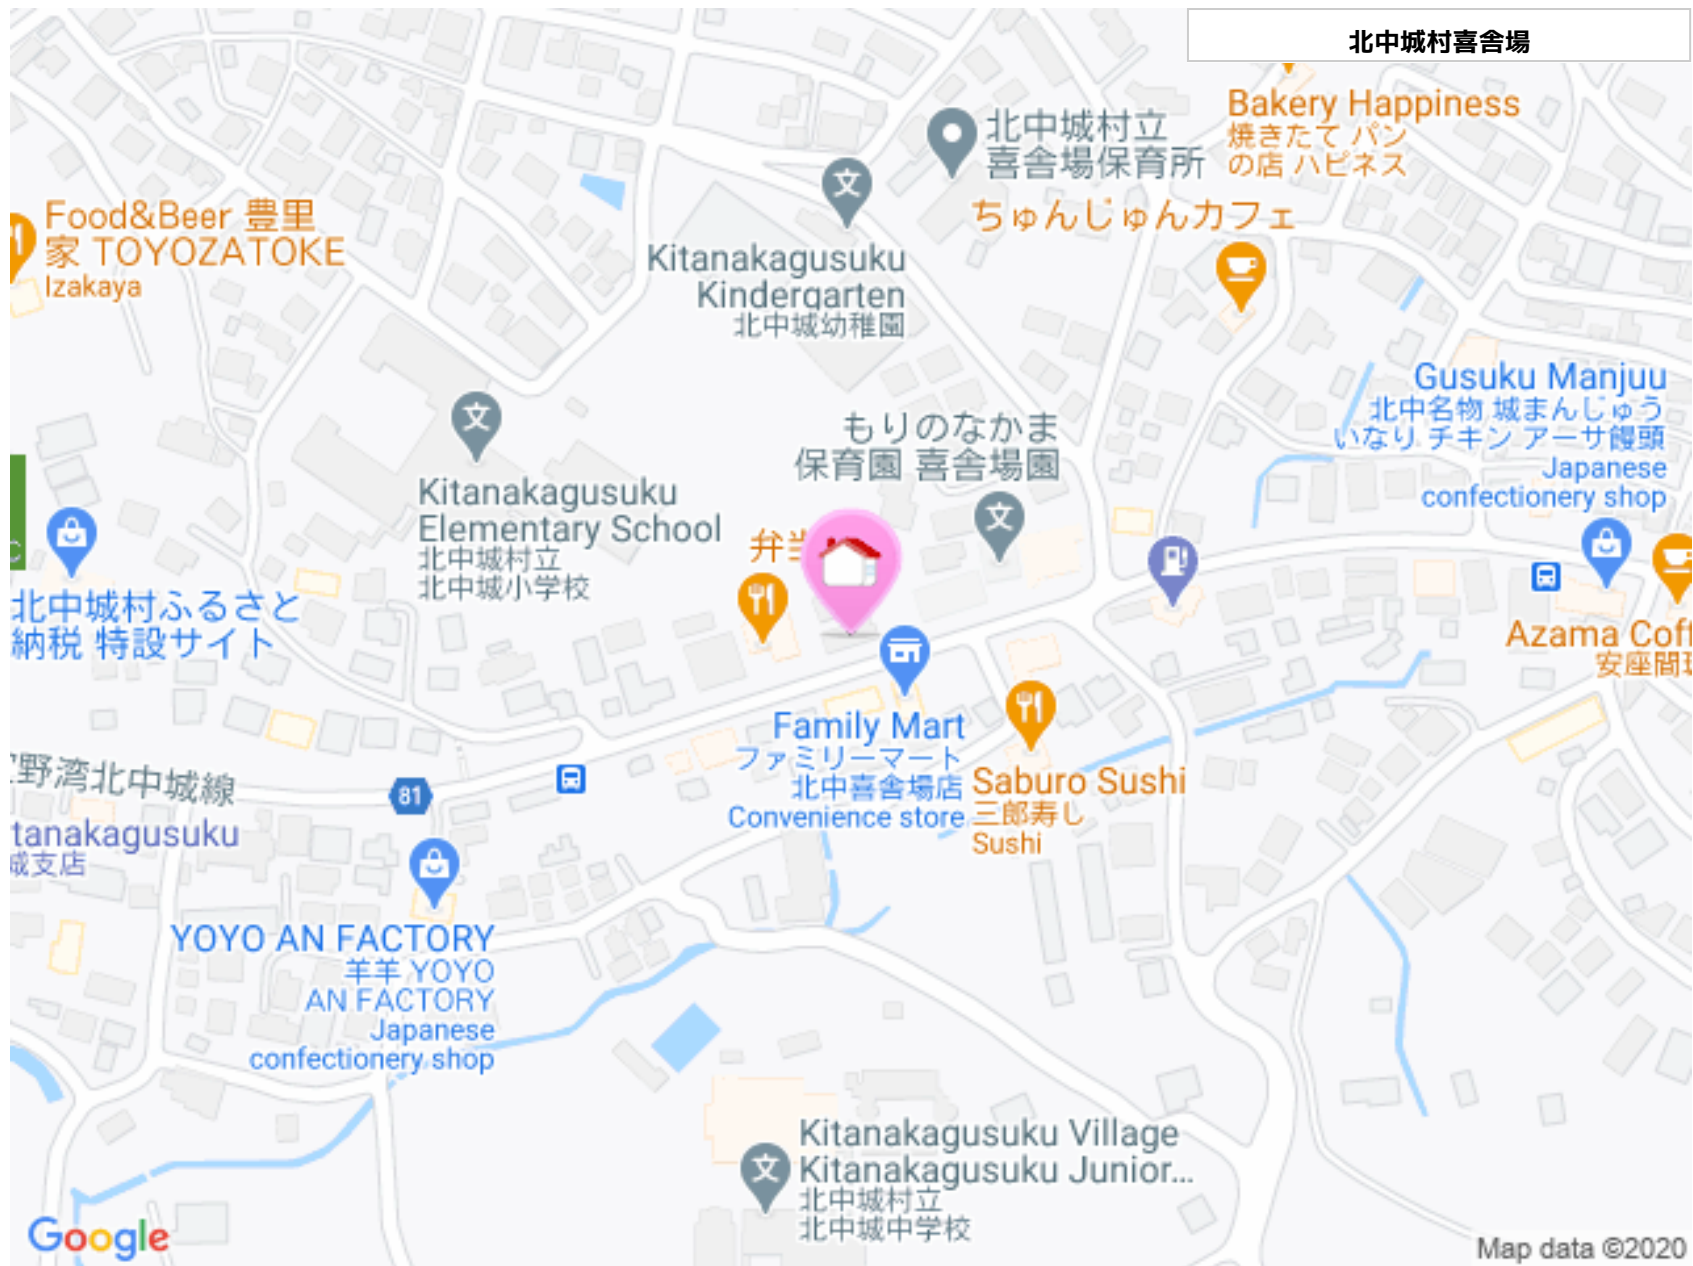 北中城村喜舎場
Bakery Happiness
焼きたて パン
の店 ハピネス
北中城村立
喜舎場保育所
ちゅんじゅんカフェ
Food&Beer 豊里
家 TOYOZATOKE
Izakaya
Kitanakagusuku
Kindergarten
北中城幼稚園
Gusuku Manjuu
北中名物 城まんじゅう
いなり チキン アーサ饅頭
Japanese
confectionery shop
もりのなかま
保育園 喜舎場園
Kitanakagusuku
Elementary School
北中城村立
北中城小学校
弁当
北中城村ふるさと
納税 特設サイト
Azama Coff
安座間
Family Mart
ファミリーマート
北中喜舎場店
Convenience store
Saburo Sushi
三郎寿し
Sushi
野湾北中城線
81
tanakagusuku
城支店
YOYO AN FACTORY
羊羊 YOYO
AN FACTORY
Japanese
confectionery shop
Kitanakagusuku Village
Kitanakagusuku Junior...
北中城村立
北中城中学校
Google
Map data ©2020